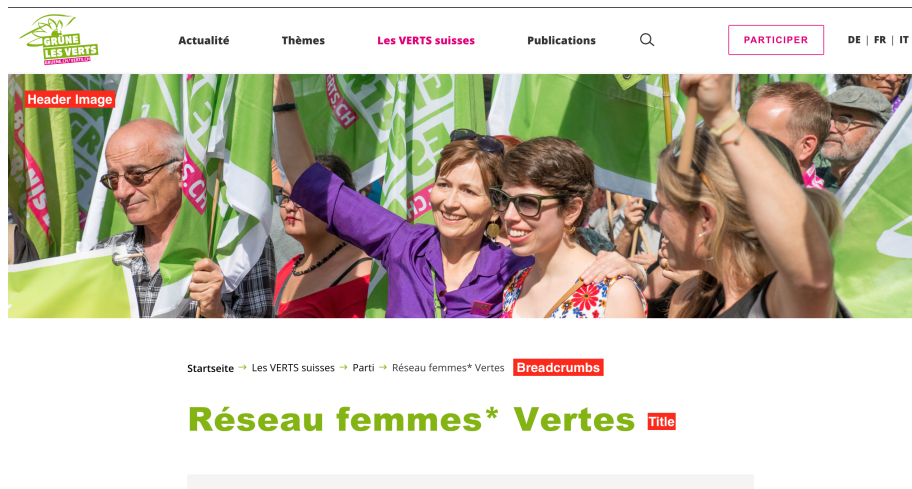 GRÜNE
LES VERTS
Actualité Thèmes Les VERTS suisses Publications PARTICIPER DE | FR | IT
Header Image
Startseite → Les VERTS suisses → Parti → Réseau femmes* Vertes Breadcrumbs
Réseau femmes* Vertes Title